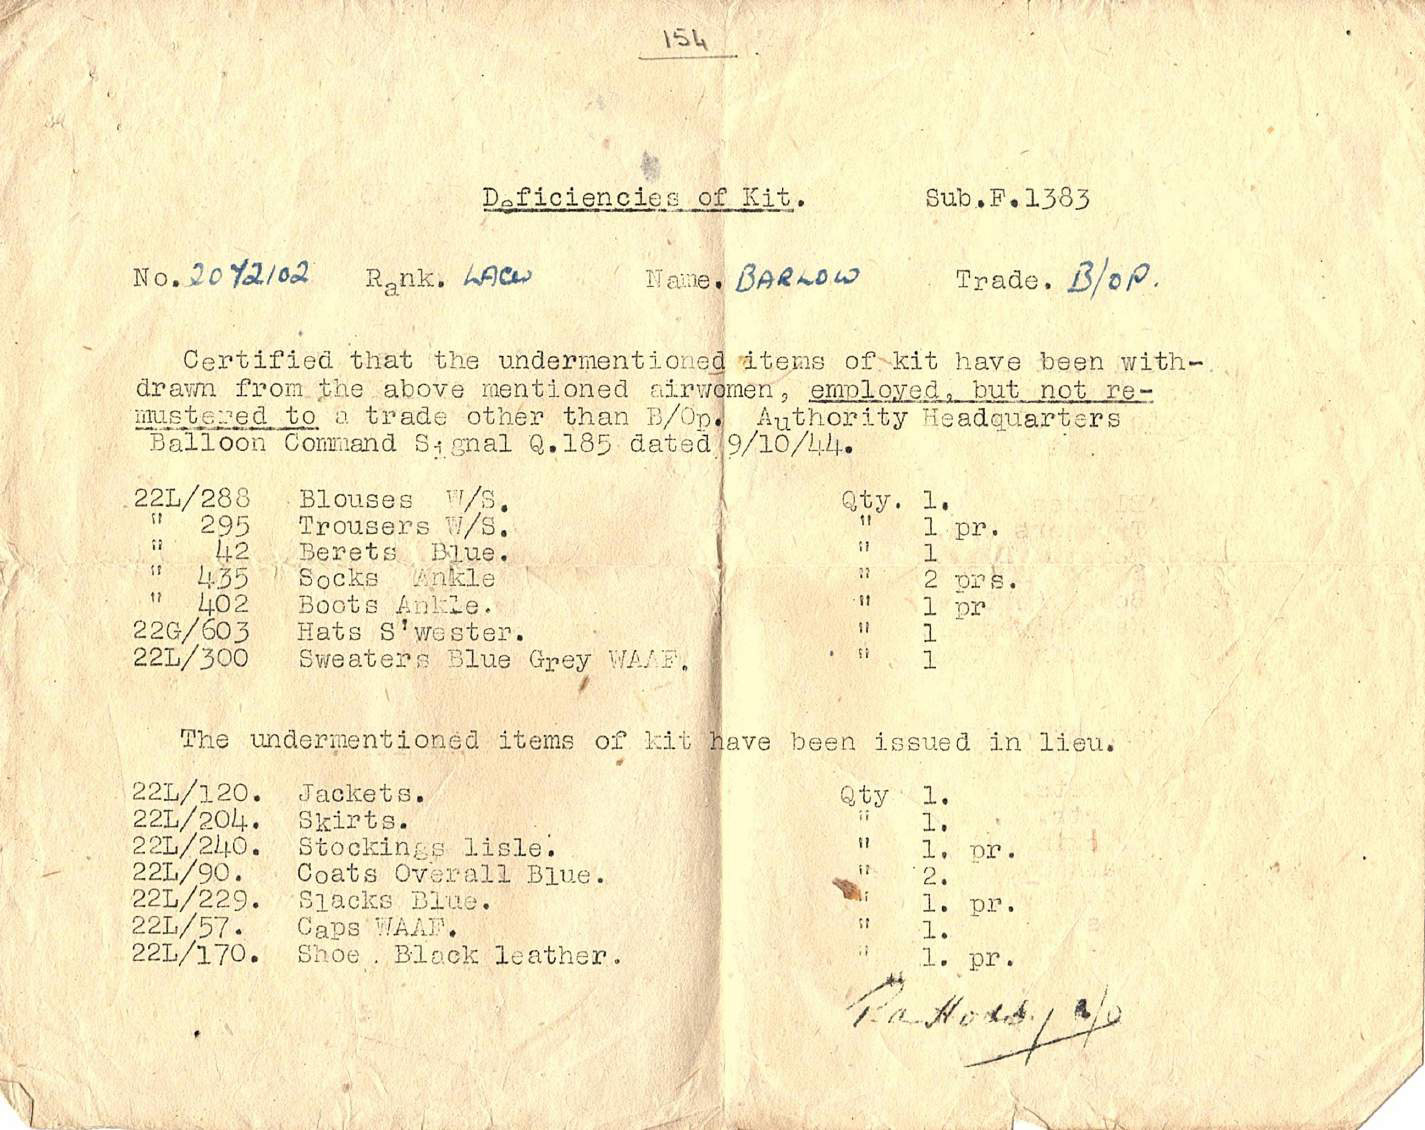 154
Deficiencies of Kit. Sub.F.1383
No. 2072102 Rank. LACW Name. BARLOW Trade. B/OP.
Certified that the undermentioned items of kit have been with-
drawn from the above mentioned airwomen, employed, but not re-
mustered to a trade other than B/Op. Authority Headquarters
Balloon Command Signal Q.185 dated 9/10/44.
22L/288 Blouses W/S. Qty. 1.
" 295 Trousers W/S. " 1 pr.
" 42 Berets Blue. " 1
" 435 Socks Ankle " 2 prs.
" 402 Boots Ankle. " 1 pr
22G/603 Hats S'wester. " 1
22L/300 Sweaters Blue Grey WAAF. " 1
The undermentioned items of kit have been issued in lieu.
22L/120. Jackets. Qty 1.
22L/204. Skirts. " 1.
22L/240. Stockings lisle. " 1. pr.
22L/90. Coats Overall Blue. " 2.
22L/229. Slacks Blue. " 1. pr.
22L/57. Caps WAAF. " 1.
22L/170. Shoe . Black leather. " 1. pr.